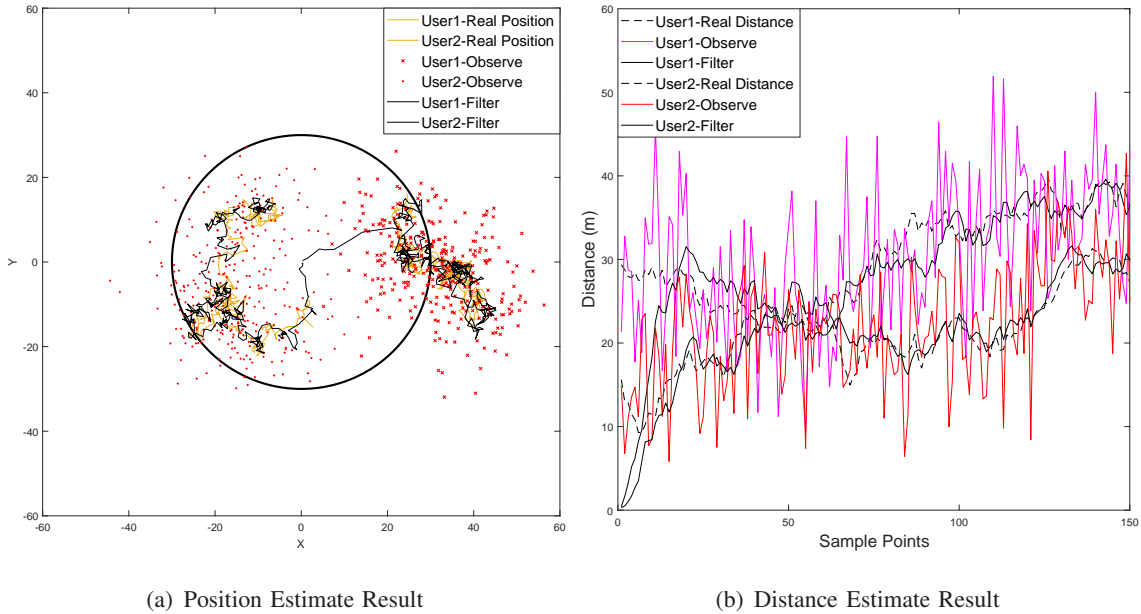 User1-Real Position
User2-Real Position
User1-Observe
User2-Observe
User1-Filter
User2-Filter
60
40
20
0
-20
-40
-60
Y
-60 -40 -20 0 20 40 60
X
(a) Position Estimate Result
User1-Real Distance
User1-Observe
User1-Filter
User2-Real Distance
User2-Observe
User2-Filter
60
50
40
30
20
10
0
Distance (m)
0 50 100 150
Sample Points
(b) Distance Estimate Result